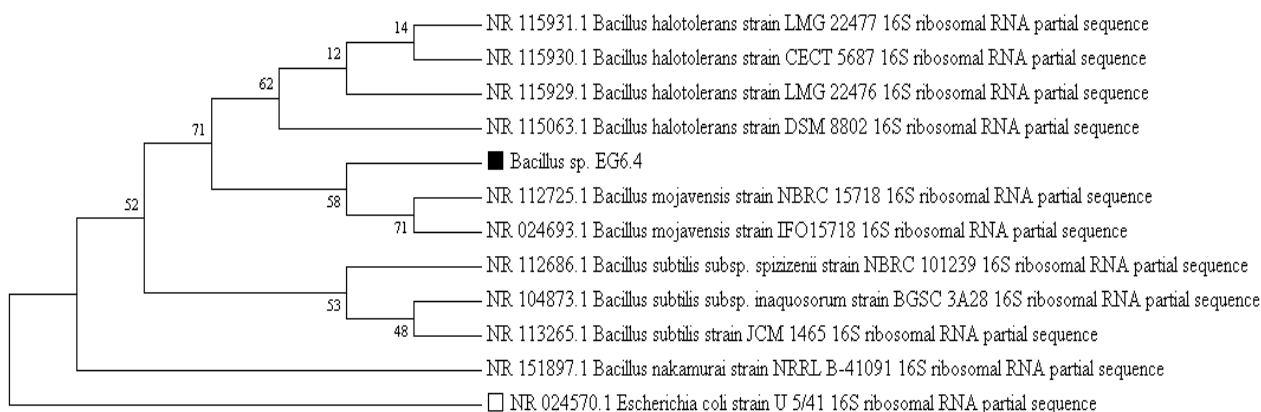 NR 115931.1 Bacillus halotolerans strain LMG 22477 16S ribosomal RNA partial sequence
14
NR 115930.1 Bacillus halotolerans strain CECT 5687 16S ribosomal RNA partial sequence
12
NR 115929.1 Bacillus halotolerans strain LMG 22476 16S ribosomal RNA partial sequence
62
NR 115063.1 Bacillus halotolerans strain DSM 8802 16S ribosomal RNA partial sequence
71
Bacillus sp. EG6.4
58
NR 112725.1 Bacillus mojavensis strain NBRC 15718 16S ribosomal RNA partial sequence
52
71
NR 024693.1 Bacillus mojavensis strain IFO15718 16S ribosomal RNA partial sequence
NR 112686.1 Bacillus subtilis subsp. spizizenii strain NBRC 101239 16S ribosomal RNA partial sequence
53
NR 104873.1 Bacillus subtilis subsp. inaquosorum strain BGSC 3A28 16S ribosomal RNA partial sequence
48
NR 113265.1 Bacillus subtilis strain JCM 1465 16S ribosomal RNA partial sequence
NR 151897.1 Bacillus nakamurai strain NRRL B-41091 16S ribosomal RNA partial sequence
NR 024570.1 Escherichia coli strain U 5/41 16S ribosomal RNA partial sequence